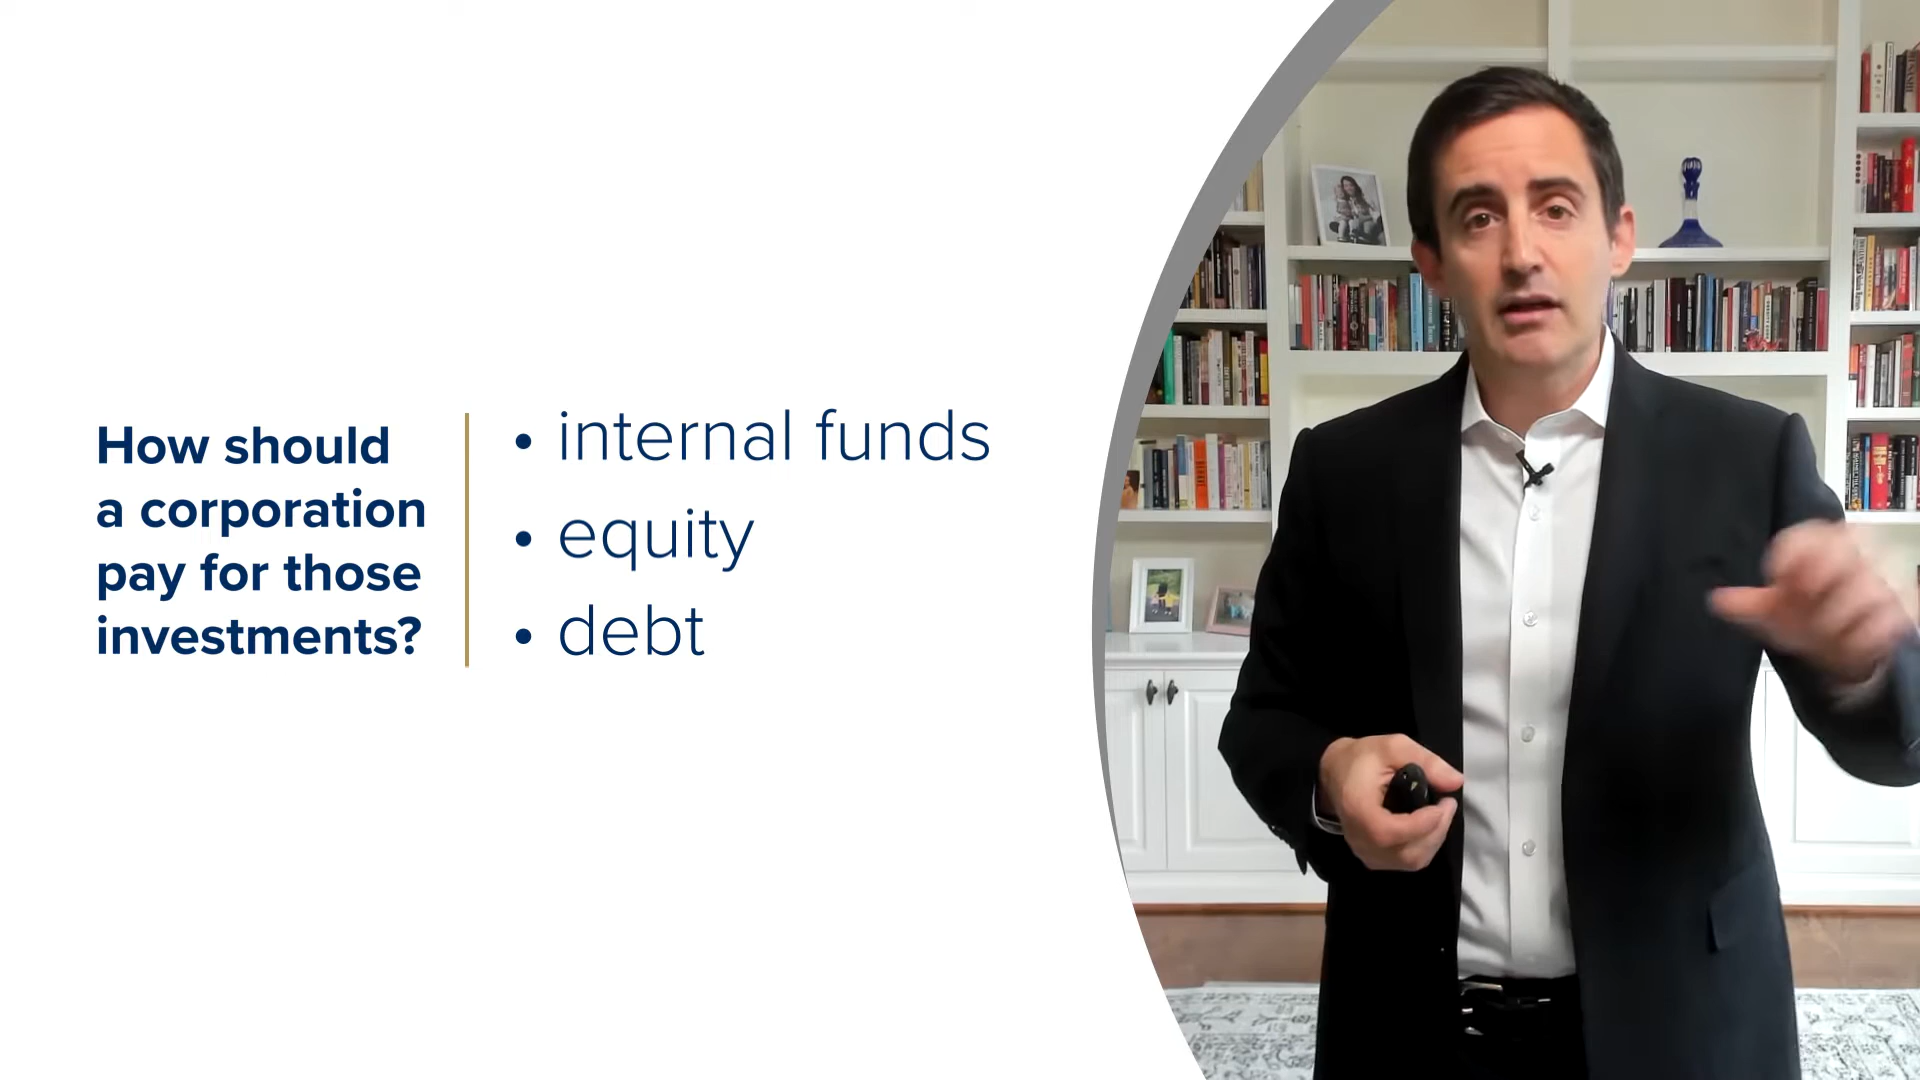 How should
a corporation
pay for those
investments?
• internal funds
• equity
• debt